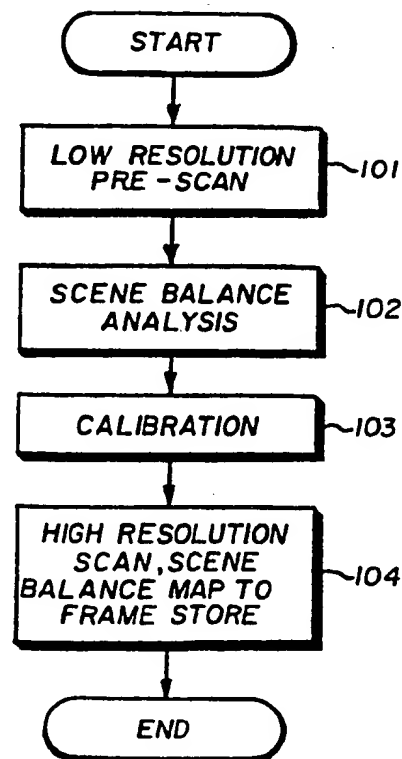 START
LOW RESOLUTION
PRE-SCAN
101
SCENE BALANCE
ANALYSIS
102
CALIBRATION
103
HIGH RESOLUTION
SCAN, SCENE
BALANCE MAP TO
FRAME STORE
104
END